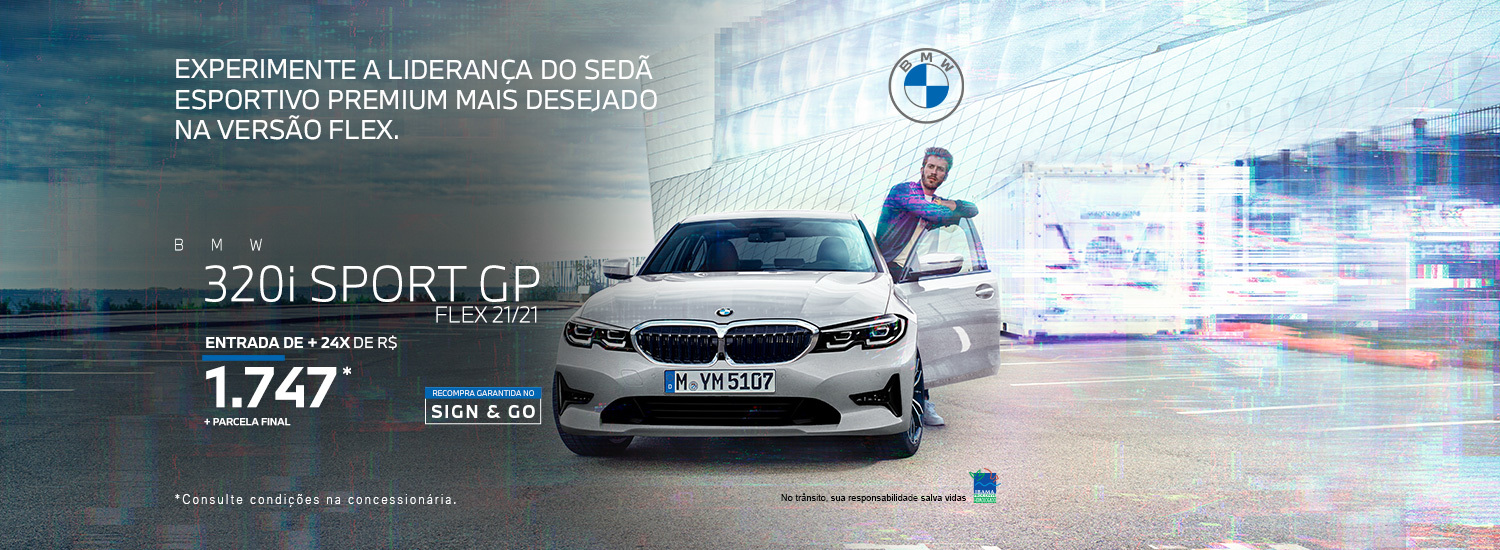 EXPERIMENTE A LIDERANÇA DO SEDÃ
ESPORTIVO PREMIUM MAIS DESEJADO
NA VERSÃO FLEX.
BMW
BMW
320i SPORT GP
FLEX 21/21
ENTRADA DE + 24X DE R$
1.747*
+ PARCELA FINAL
RECOMPRA GARANTIDA NO
SIGN & GO
M YM 5107
*Consulte condições na concessionária.
No trânsito, sua responsabilidade salva vidas
IBAMA